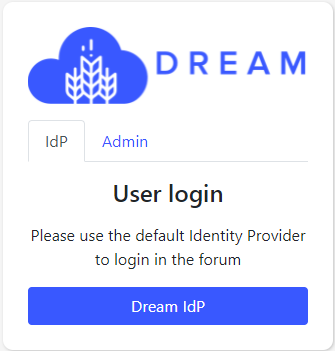 DREAM
IdP Admin
User login
Please use the default Identity Provider
to login in the forum
Dream IdP